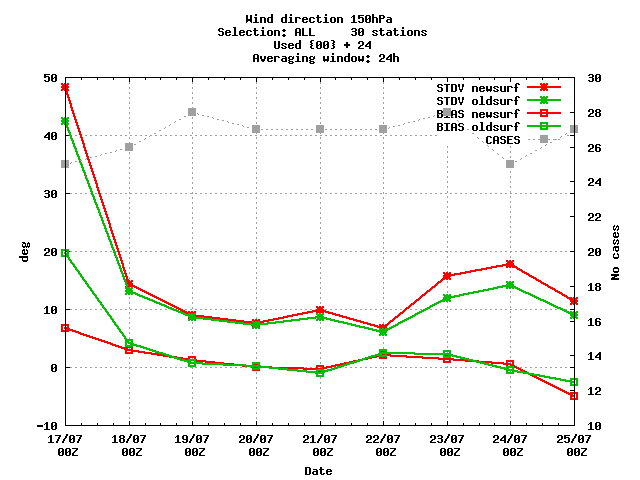 Wind direction 150hPa
Selection: ALL 30 stations
Used {00} + 24
Averaging window: 24h
50 30
STDV newsurf
STDV oldsurf
BIAS newsurf
BIAS oldsurf
CASES
28
40
26
24
30
22
deg
No cases
20 20
18
10
16
14
0
12
-10 10
17/07 18/07 19/07 20/07 21/07 22/07 23/07 24/07 25/07
00Z 00Z 00Z 00Z 00Z 00Z 00Z 00Z 00Z
Date